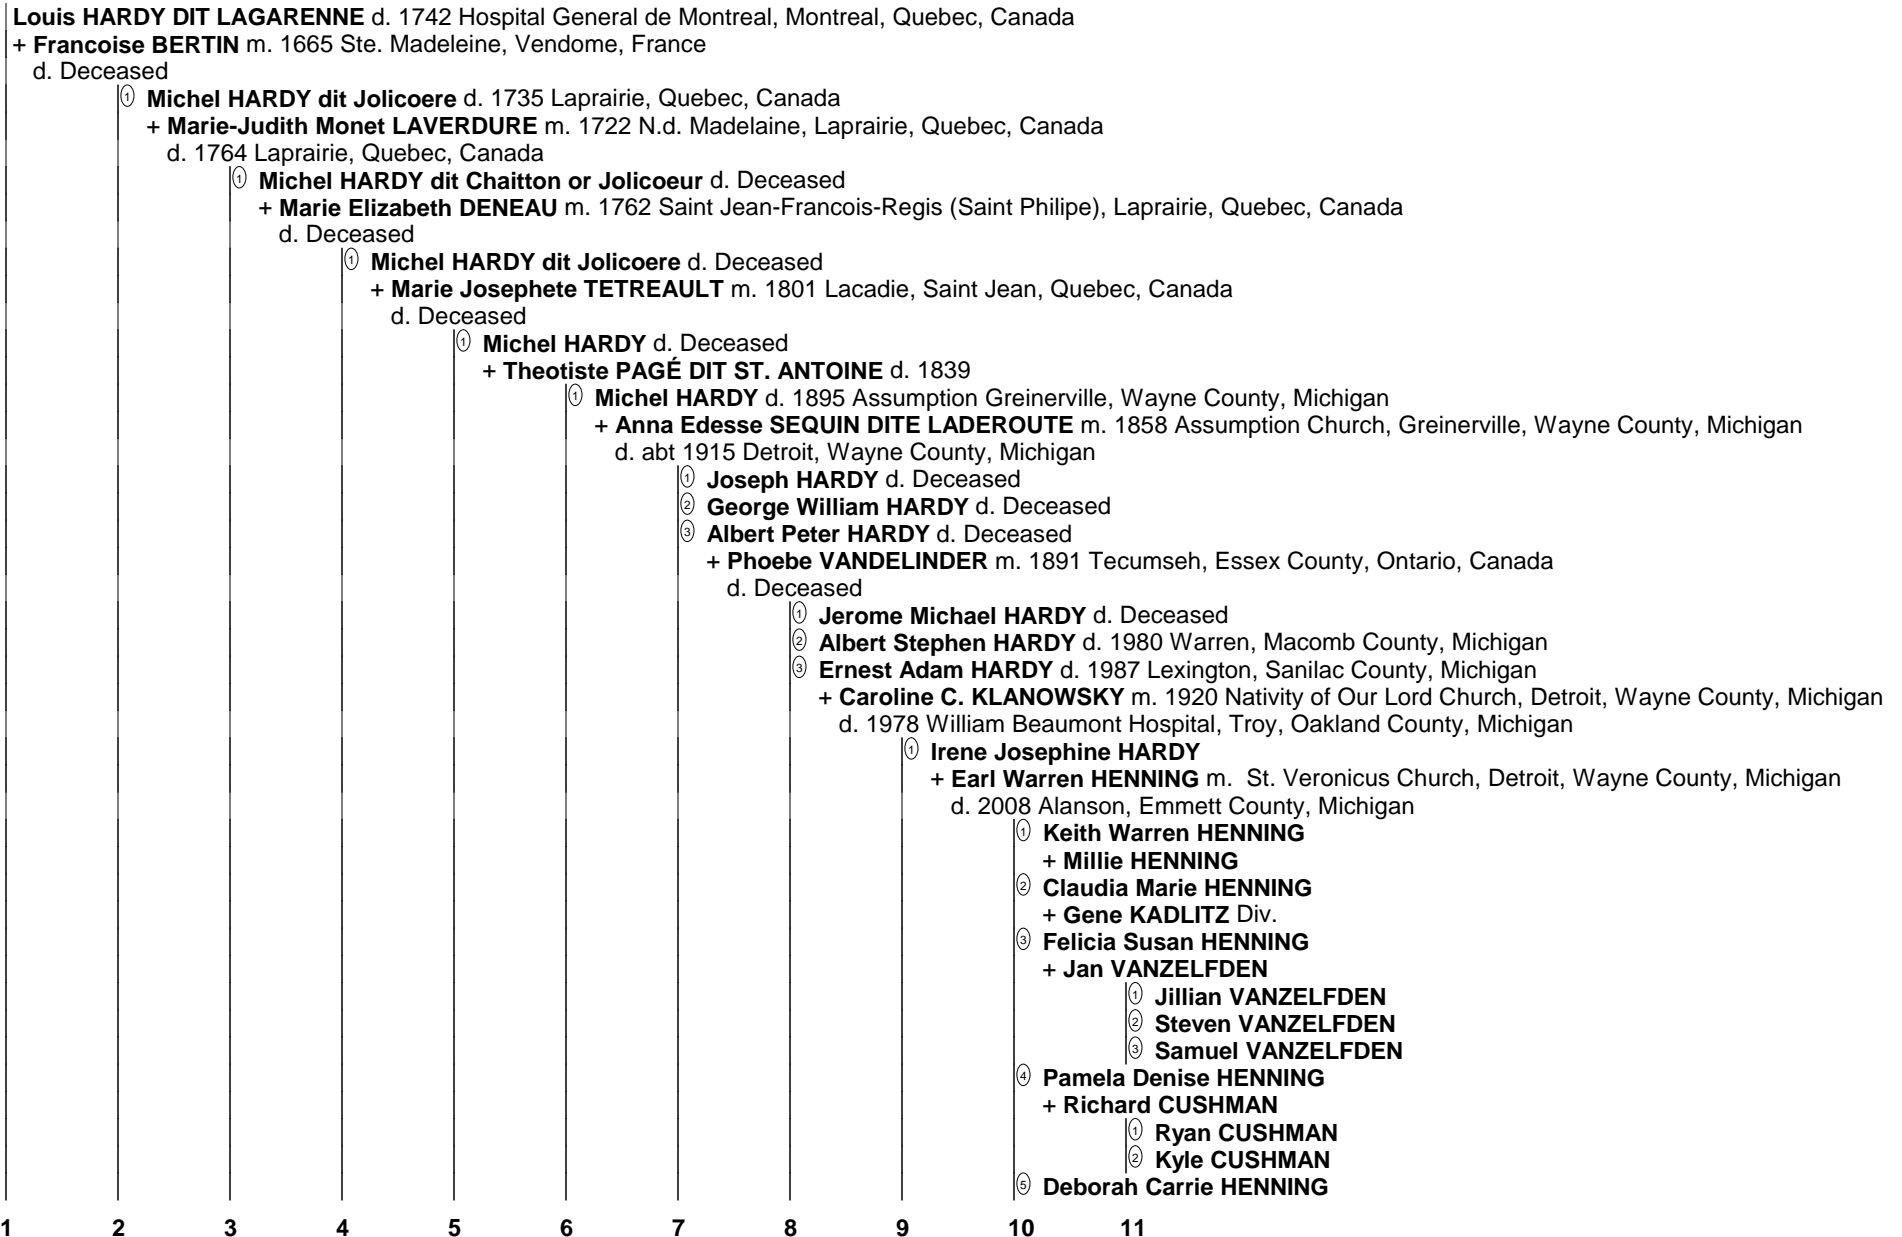 Louis HARDY DIT LAGARENNE d. 1742 Hospital General de Montreal, Montreal, Quebec, Canada
+ Francoise BERTIN m. 1665 Ste. Madeleine, Vendome, France
d. Deceased
1 Michel HARDY dit Jolicoere d. 1735 Laprairie, Quebec, Canada
+ Marie-Judith Monet LAVERDURE m. 1722 N.d. Madelaine, Laprairie, Quebec, Canada
d. 1764 Laprairie, Quebec, Canada
1 Michel HARDY dit Chaitton or Jolicoeur d. Deceased
+ Marie Elizabeth DENEAU m. 1762 Saint Jean-Francois-Regis (Saint Philipe), Laprairie, Quebec, Canada
d. Deceased
1 Michel HARDY dit Jolicoere d. Deceased
+ Marie Josephete TETREAULT m. 1801 Lacadie, Saint Jean, Quebec, Canada
d. Deceased
1 Michel HARDY d. Deceased
+ Theotiste PAGÉ DIT ST. ANTOINE d. 1839
1 Michel HARDY d. 1895 Assumption Greinerville, Wayne County, Michigan
+ Anna Edesse SEQUIN DITE LADEROUTE m. 1858 Assumption Church, Greinerville, Wayne County, Michigan
d. abt 1915 Detroit, Wayne County, Michigan
1 Joseph HARDY d. Deceased
2 George William HARDY d. Deceased
3 Albert Peter HARDY d. Deceased
+ Phoebe VANDELINDER m. 1891 Tecumseh, Essex County, Ontario, Canada
d. Deceased
1 Jerome Michael HARDY d. Deceased
2 Albert Stephen HARDY d. 1980 Warren, Macomb County, Michigan
3 Ernest Adam HARDY d. 1987 Lexington, Sanilac County, Michigan
+ Caroline C. KLANOWSKY m. 1920 Nativity of Our Lord Church, Detroit, Wayne County, Michigan
d. 1978 William Beaumont Hospital, Troy, Oakland County, Michigan
1 Irene Josephine HARDY
+ Earl Warren HENNING m. St. Veronicus Church, Detroit, Wayne County, Michigan
d. 2008 Alanson, Emmett County, Michigan
1 Keith Warren HENNING
+ Millie HENNING
2 Claudia Marie HENNING
+ Gene KADLITZ Div.
3 Felicia Susan HENNING
+ Jan VANZELFDEN
1 Jillian VANZELFDEN
2 Steven VANZELFDEN
3 Samuel VANZELFDEN
4 Pamela Denise HENNING
+ Richard CUSHMAN
1 Ryan CUSHMAN
2 Kyle CUSHMAN
5 Deborah Carrie HENNING
1 2 3 4 5 6 7 8 9 10 11